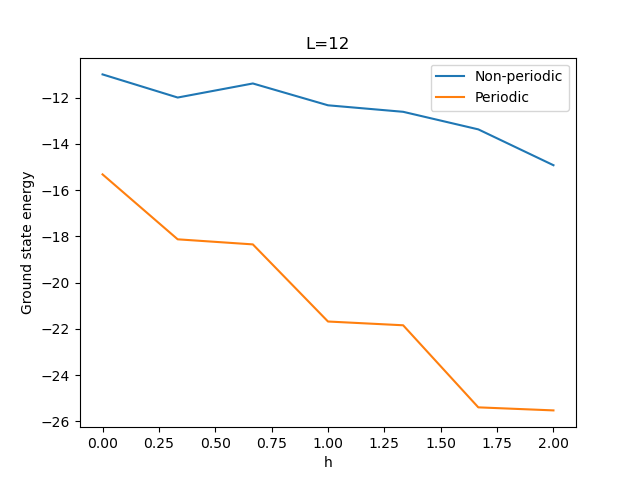 L=12
Non-periodic
Periodic
Ground state energy
−12
−14
−16
−18
−20
−22
−24
−26
0.00 0.25 0.50 0.75 1.00 1.25 1.50 1.75 2.00
h